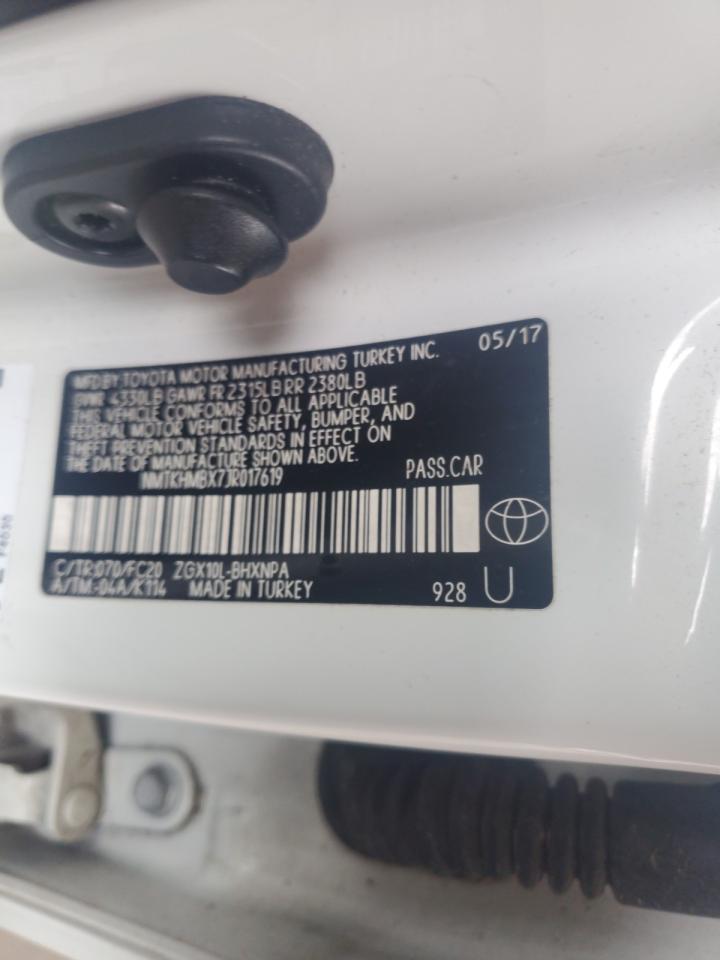 MFD BY TOYOTA MOTOR MANUFACTURING TURKEY INC. 05/17
GVWR 4330LB GAWR FR 2315LB RR 2380LB
THIS VEHICLE CONFORMS TO ALL APPLICABLE
FEDERAL MOTOR VEHICLE SAFETY, BUMPER, AND
THEFT PREVENTION STANDARDS IN EFFECT ON
THE DATE OF MANUFACTURE SHOWN ABOVE.
NMTKHMBX7JR017619 PASS.CAR
C/TR:070/FC20 ZGX10L-BHXNPA
A/TM:-04A/K114 MADE IN TURKEY 928 U